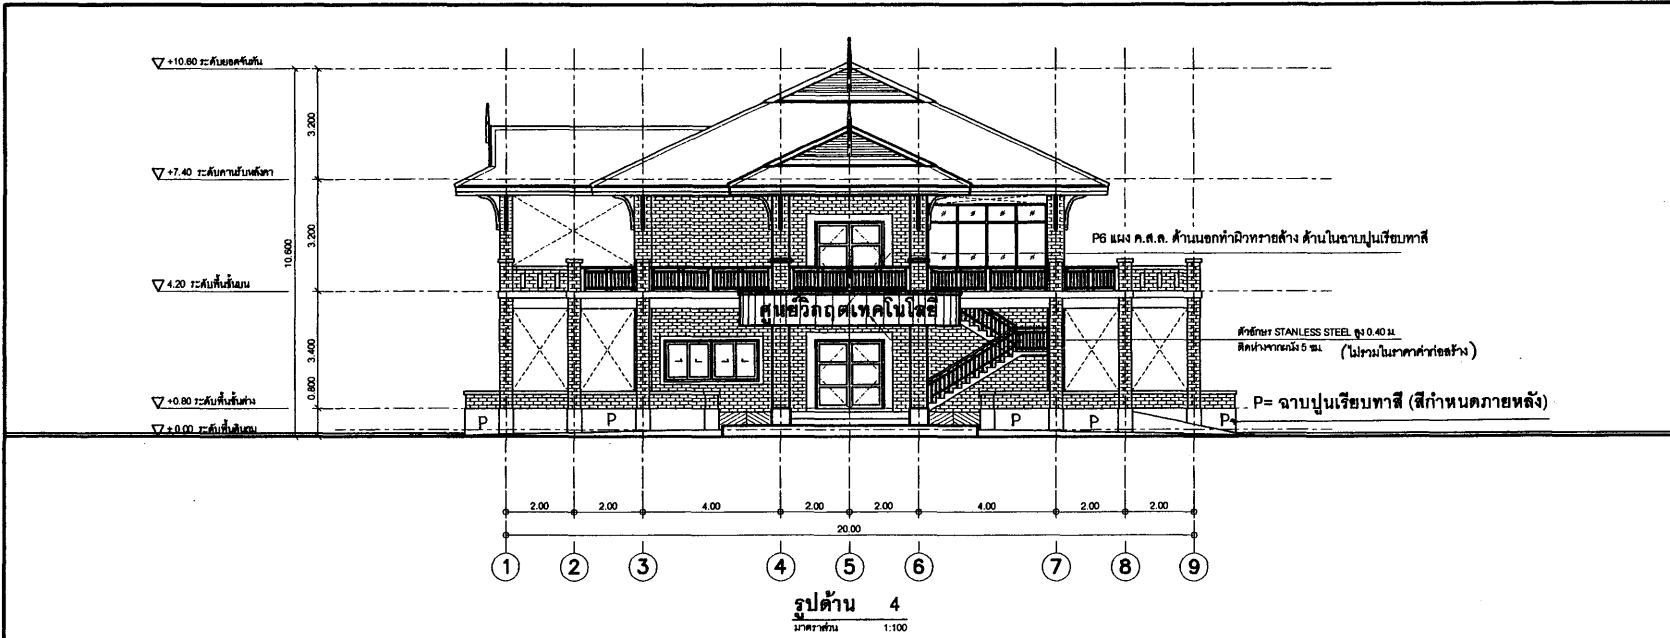 +10.60 ระดับยอดจันทัน
3.200
+7.40 ระดับคานรับหลังคา
3.200
10.600
P6 แผง ค.ส.ล. ด้านนอกทำผิวทรายล้าง ด้านในฉาบปูนเรียบทาสี
4.20 ระดับพื้นชั้นบน
ศูนย์วิกฤตเทคโนโลยี
3.400
ตัวอักษร STANLESS STEEL สูง 0.40 ม.
ติดห่างจากผนัง 5 ซม. (ไม่รวมในราคาค่าก่อสร้าง)
0.800
+0.80 ระดับพื้นชั้นล่าง
P= ฉาบปูนเรียบทาสี (สีกำหนดภายหลัง)
P P P P P
± 0.00 ระดับพื้นดินถม
2.00 2.00 4.00 2.00 2.00 4.00 2.00 2.00
20.00
1 2 3 4 5 6 7 8 9
รูปด้าน 4
มาตราส่วน 1:100